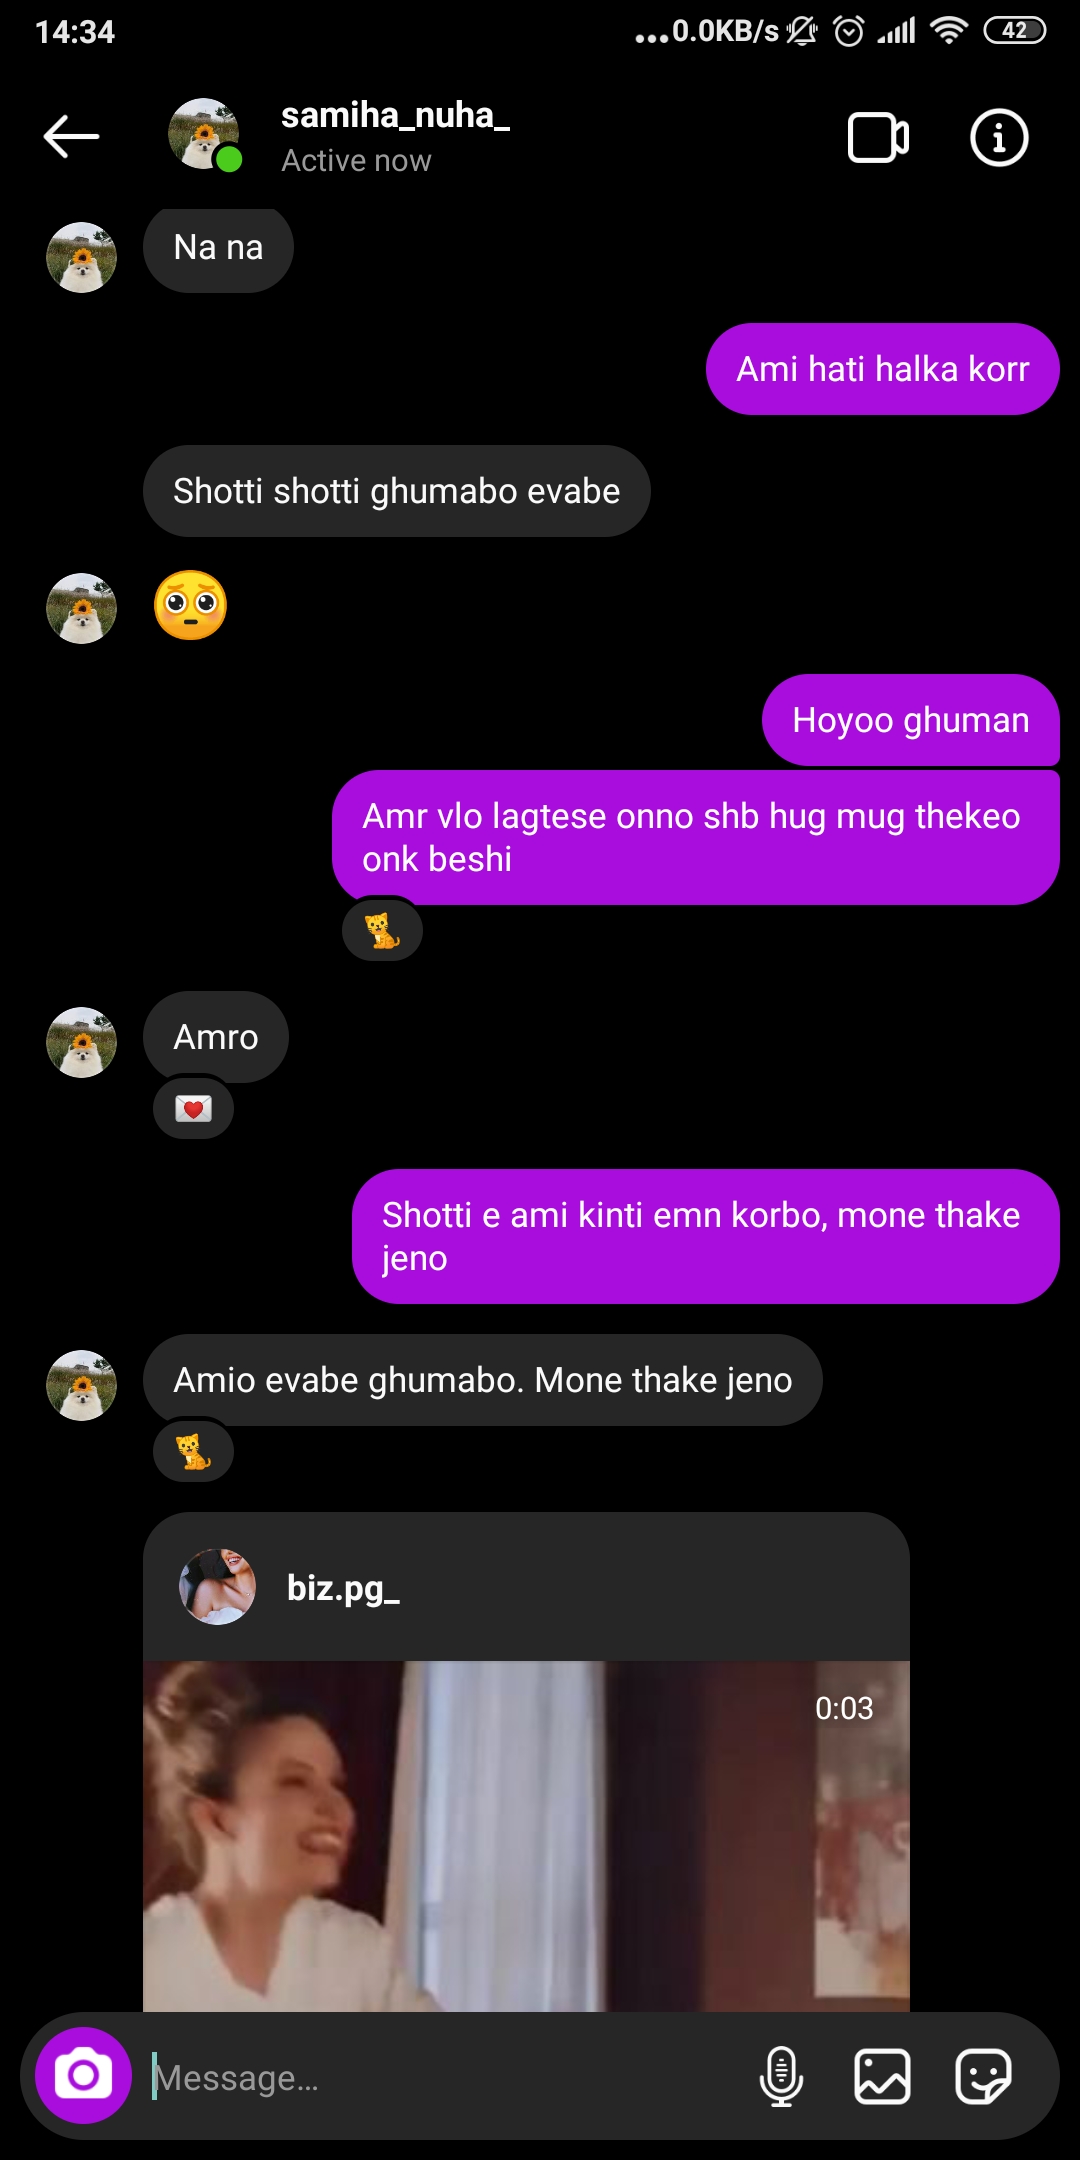 14:34
...0.0KB/s
42
samiha_nuha_
Active now
Na na
Ami hati halka korr
Shotti shotti ghumabo evabe
Hoyoo ghuman
Amr vlo lagtese onno shb hug mug thekeo
onk beshi
Amro
Shotti e ami kinti emn korbo, mone thake
jeno
Amio evabe ghumabo. Mone thake jeno
biz.pg_
0:03
Message...